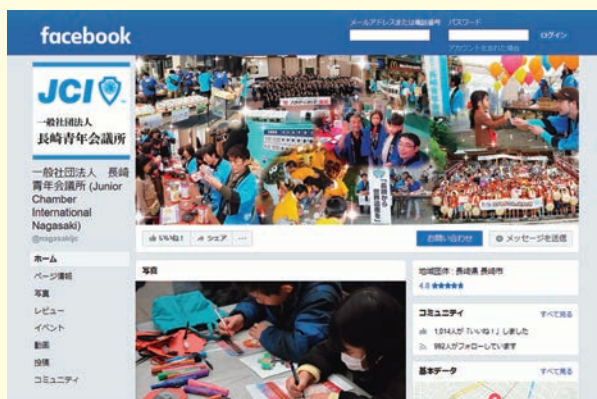 メールアドレスまたは電話番号 パスワード
facebook
ログイン
アカウントを忘れた場合
JCI
一般社団法人
長崎青年会議所
一般社団法人 長崎
青年会議所 (Junior
Chamber
International
Nagasaki)
@nagasakijc
いいね! シェア ...
お問い合わせ メッセージを送信
ホーム
ページ情報
写真
レビュー
イベント
動画
投稿
コミュニティ
写真
地域団体:長崎県 長崎市
4.8 ★★★★★
コミュニティ すべて見る
1,014人が「いいね!」しました
992人がフォローしています
基本データ すべて見る